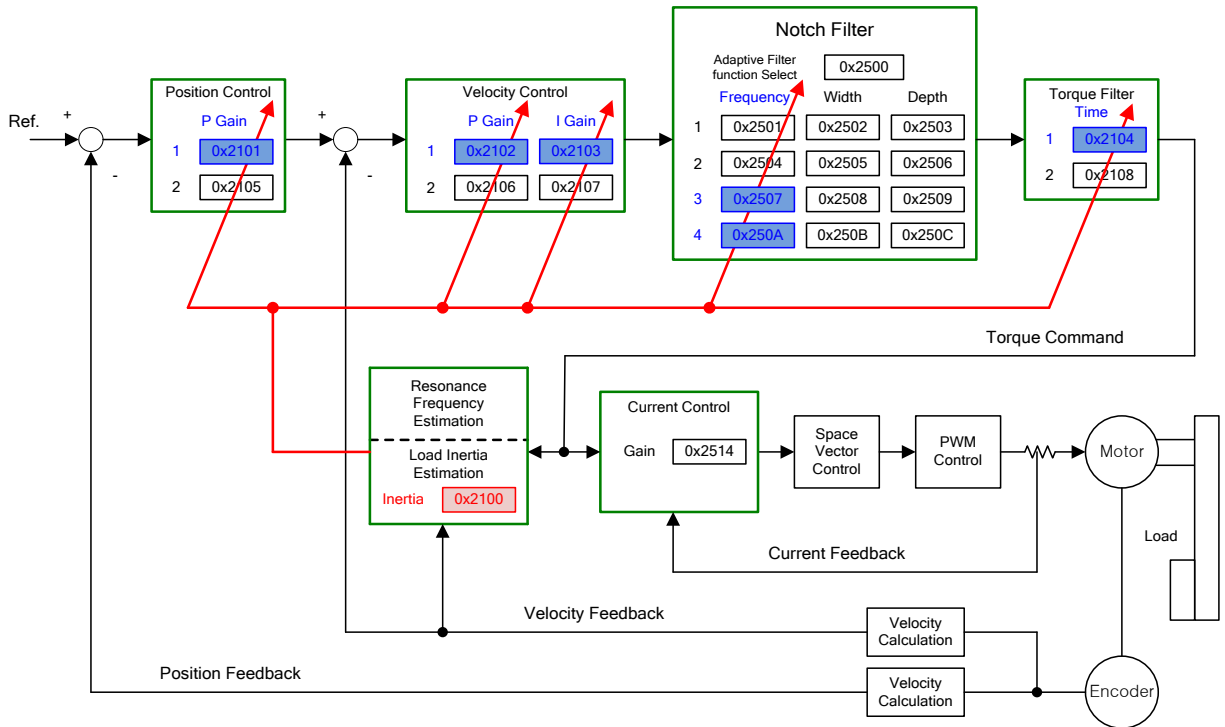 Notch Filter
Adaptive Filter
function Select
0x2500
Frequency Width Depth
1 0x2501 0x2502 0x2503
2 0x2504 0x2505 0x2506
3 0x2507 0x2508 0x2509
4 0x250A 0x250B 0x250C
Ref.
+
-
Position Control
P Gain
1 0x2101
2 0x2105
+
-
Velocity Control
P Gain I Gain
1 0x2102 0x2103
2 0x2106 0x2107
Torque Filter
Time
1 0x2104
2 0x2108
Torque Command
Resonance
Frequency
Estimation
Load Inertia
Estimation
Inertia 0x2100
Current Control
Gain 0x2514
Space
Vector
Control
PWM
Control
Motor
Load
Current Feedback
Velocity Feedback
Velocity
Calculation
Position Feedback
Velocity
Calculation
Encoder